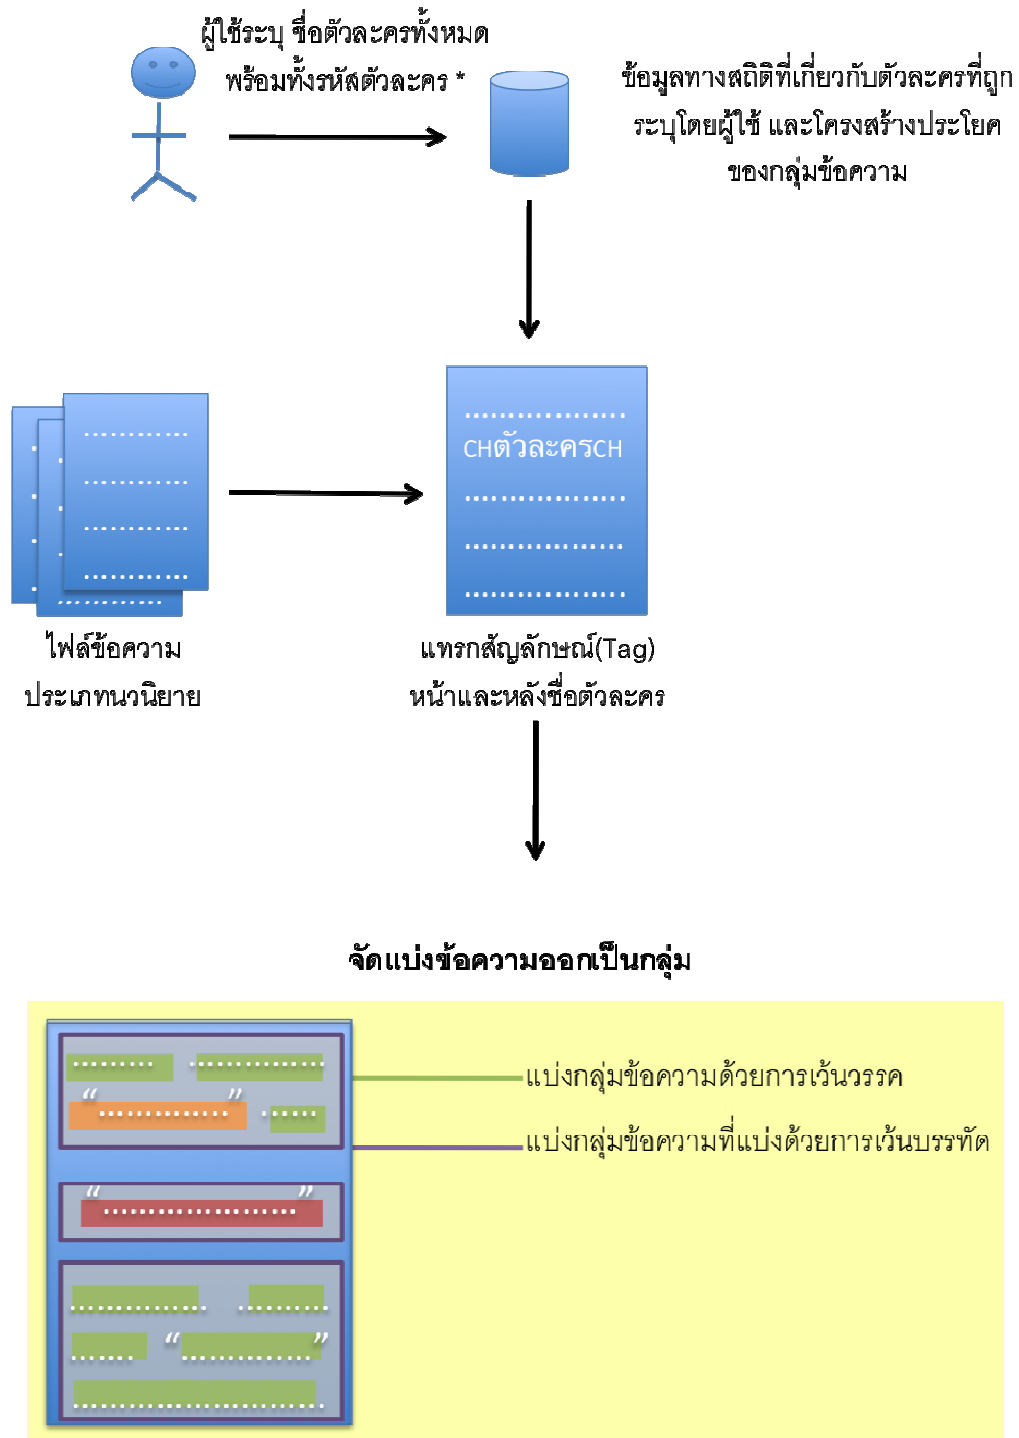 ผู้ใช้ระบุ ชื่อตัวละครทั้งหมด
พร้อมทั้งรหัสตัวละคร *
ข้อมูลทางสถิติที่เกี่ยวกับตัวละครที่ถูก
ระบุโดยผู้ใช้ และโครงสร้างประโยค
ของกลุ่มข้อความ
CHตัวละครCH
ไฟล์ข้อความ
ประเภทนวนิยาย
แทรกสัญลักษณ์(Tag)
หน้าและหลังชื่อตัวละคร
จัดแบ่งข้อความออกเป็นกลุ่ม
แบ่งกลุ่มข้อความด้วยการเว้นวรรค
แบ่งกลุ่มข้อความที่แบ่งด้วยการเว้นบรรทัด